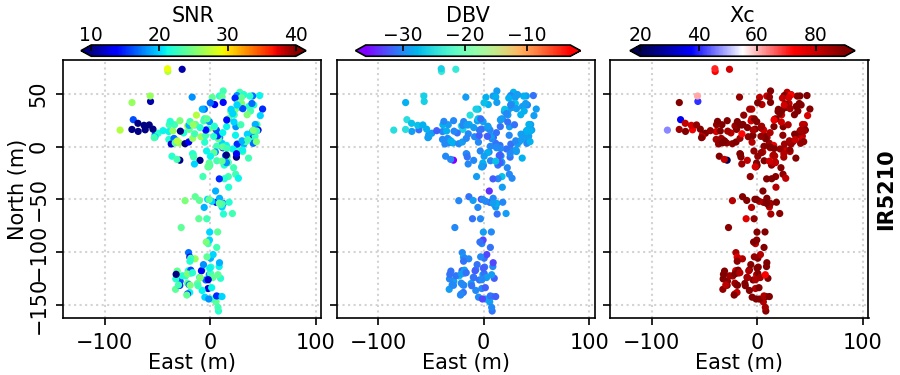 SNR DBV Xc
10 20 30 40 −30 −20 −10 20 40 60 80
North (m)
50
0
−50
−100
−150
IR5210
−100 0 100 −100 0 100 −100 0 100
East (m) East (m) East (m)